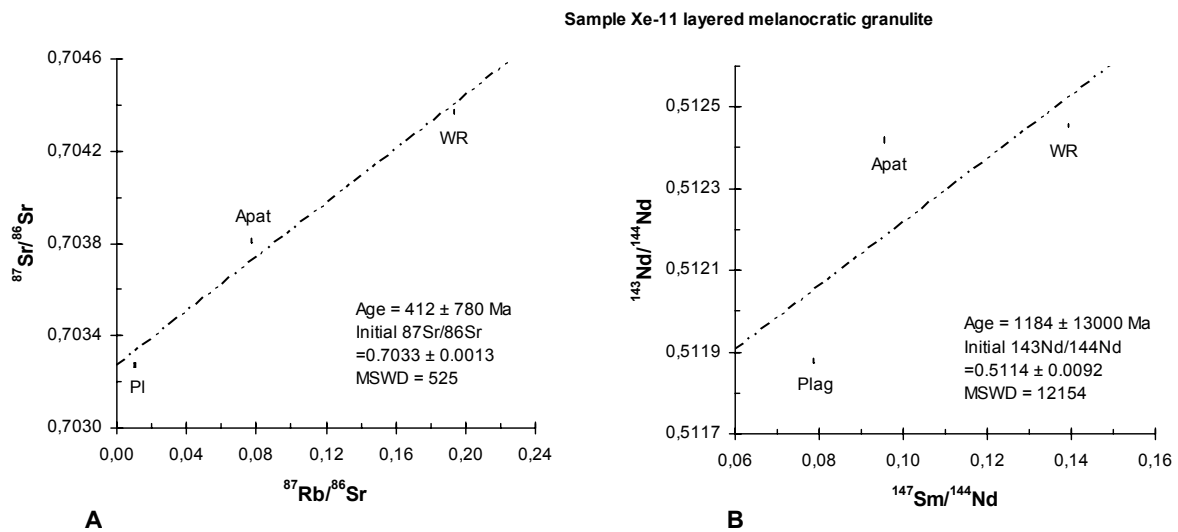 Sample Xe-11 layered melanocratic granulite
0,7046
0,7042
0,7038
0,7034
0,7030
87Sr/86Sr
0,00 0,04 0,08 0,12 0,16 0,20 0,24
87Rb/86Sr
WR
Apat
Pl
Age = 412 ± 780 Ma
Initial 87Sr/86Sr
=0.7033 ± 0.0013
MSWD = 525
A
0,5125
0,5123
0,5121
0,5119
0,5117
143Nd/144Nd
0,06 0,08 0,10 0,12 0,14 0,16
147Sm/144Nd
Apat
WR
Plag
Age = 1184 ± 13000 Ma
Initial 143Nd/144Nd
=0.5114 ± 0.0092
MSWD = 12154
B